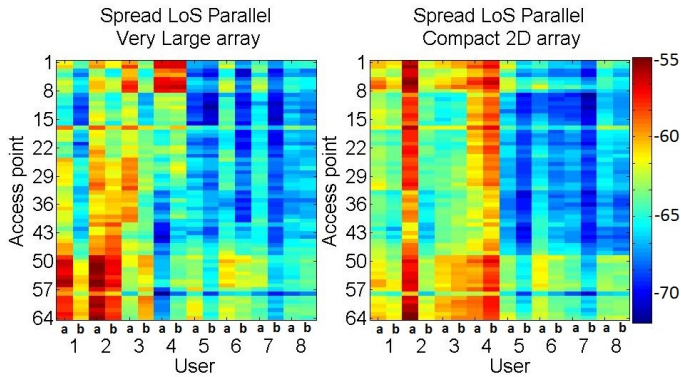 Spread LoS Parallel
Very Large array
Spread LoS Parallel
Compact 2D array
Access point
1
8
15
22
29
36
43
50
57
64
a b a b a b a b a b a b a b a b
1 2 3 4 5 6 7 8
User
Access point
1
8
15
22
29
36
43
50
57
64
a b a b a b a b a b a b a b a b
1 2 3 4 5 6 7 8
User
-55
-60
-65
-70